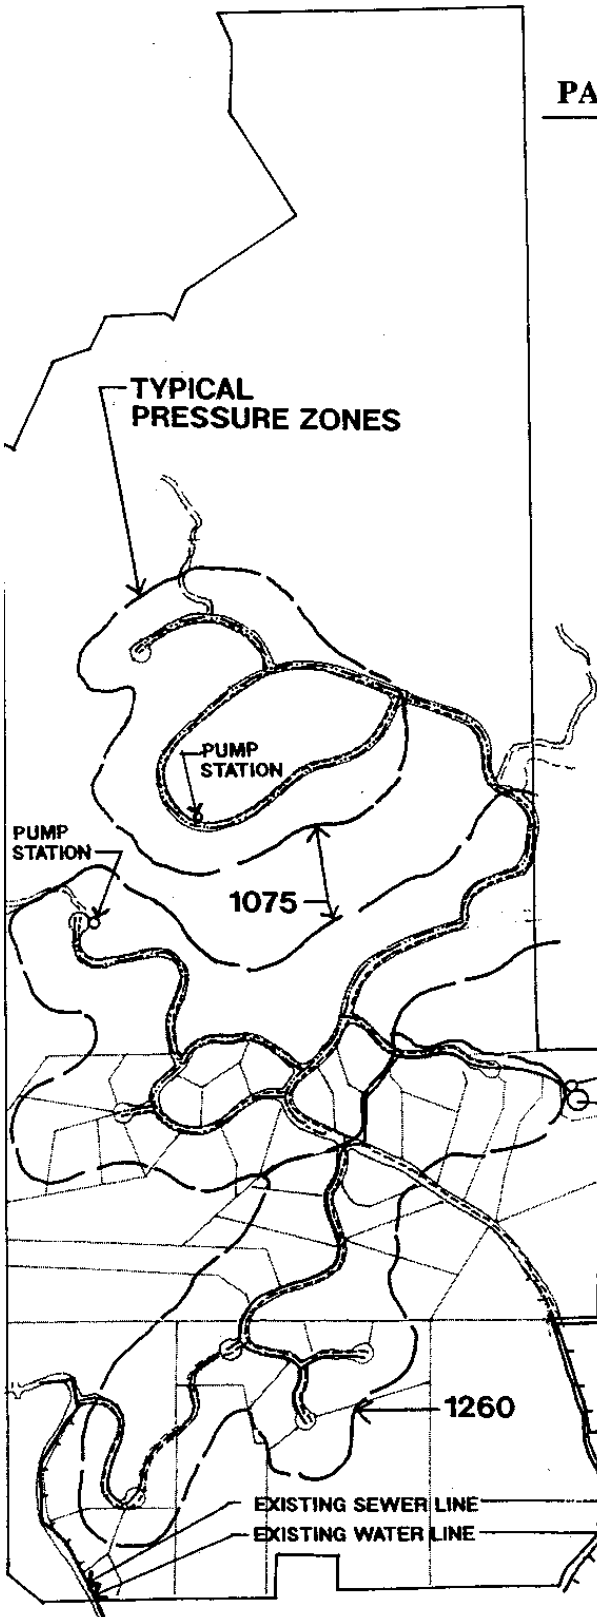 PA
TYPICAL
PRESSURE ZONES
PUMP
STATION
PUMP
STATION
1075
1260
EXISTING SEWER LINE
EXISTING WATER LINE